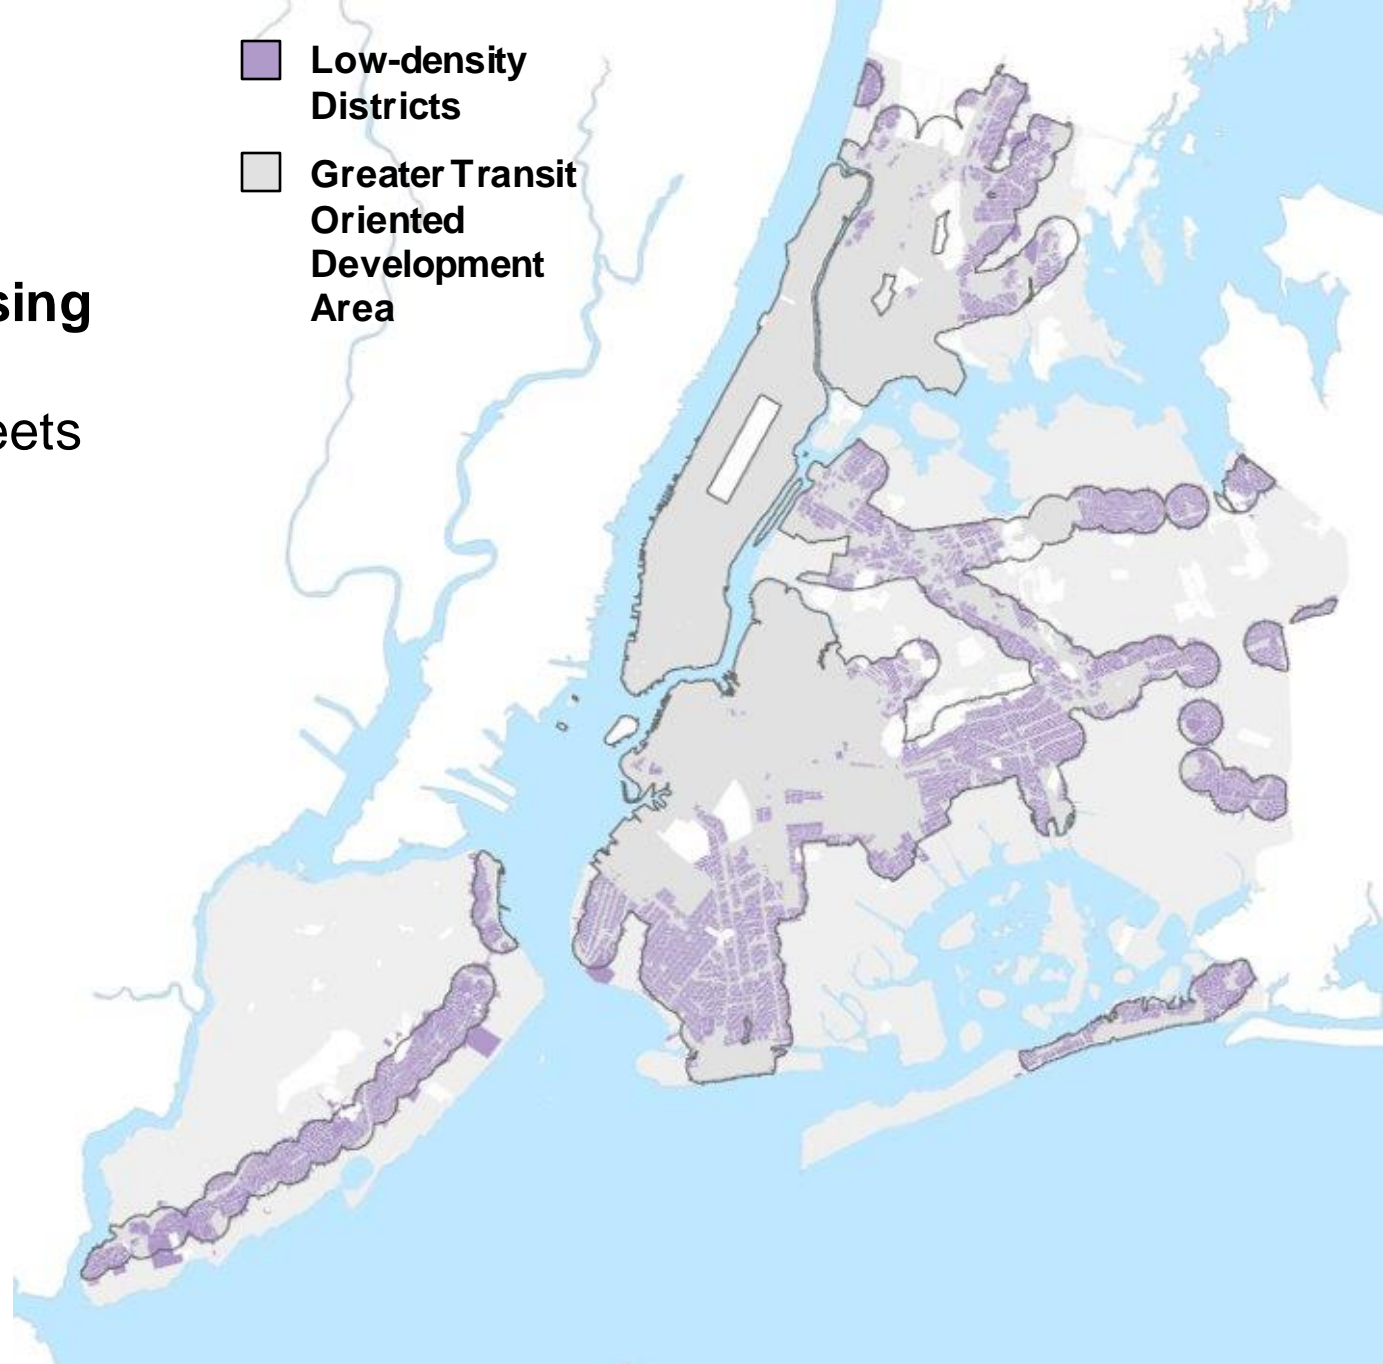 Low-density
Districts
Greater Transit
Oriented
Development
Area
sing
eets